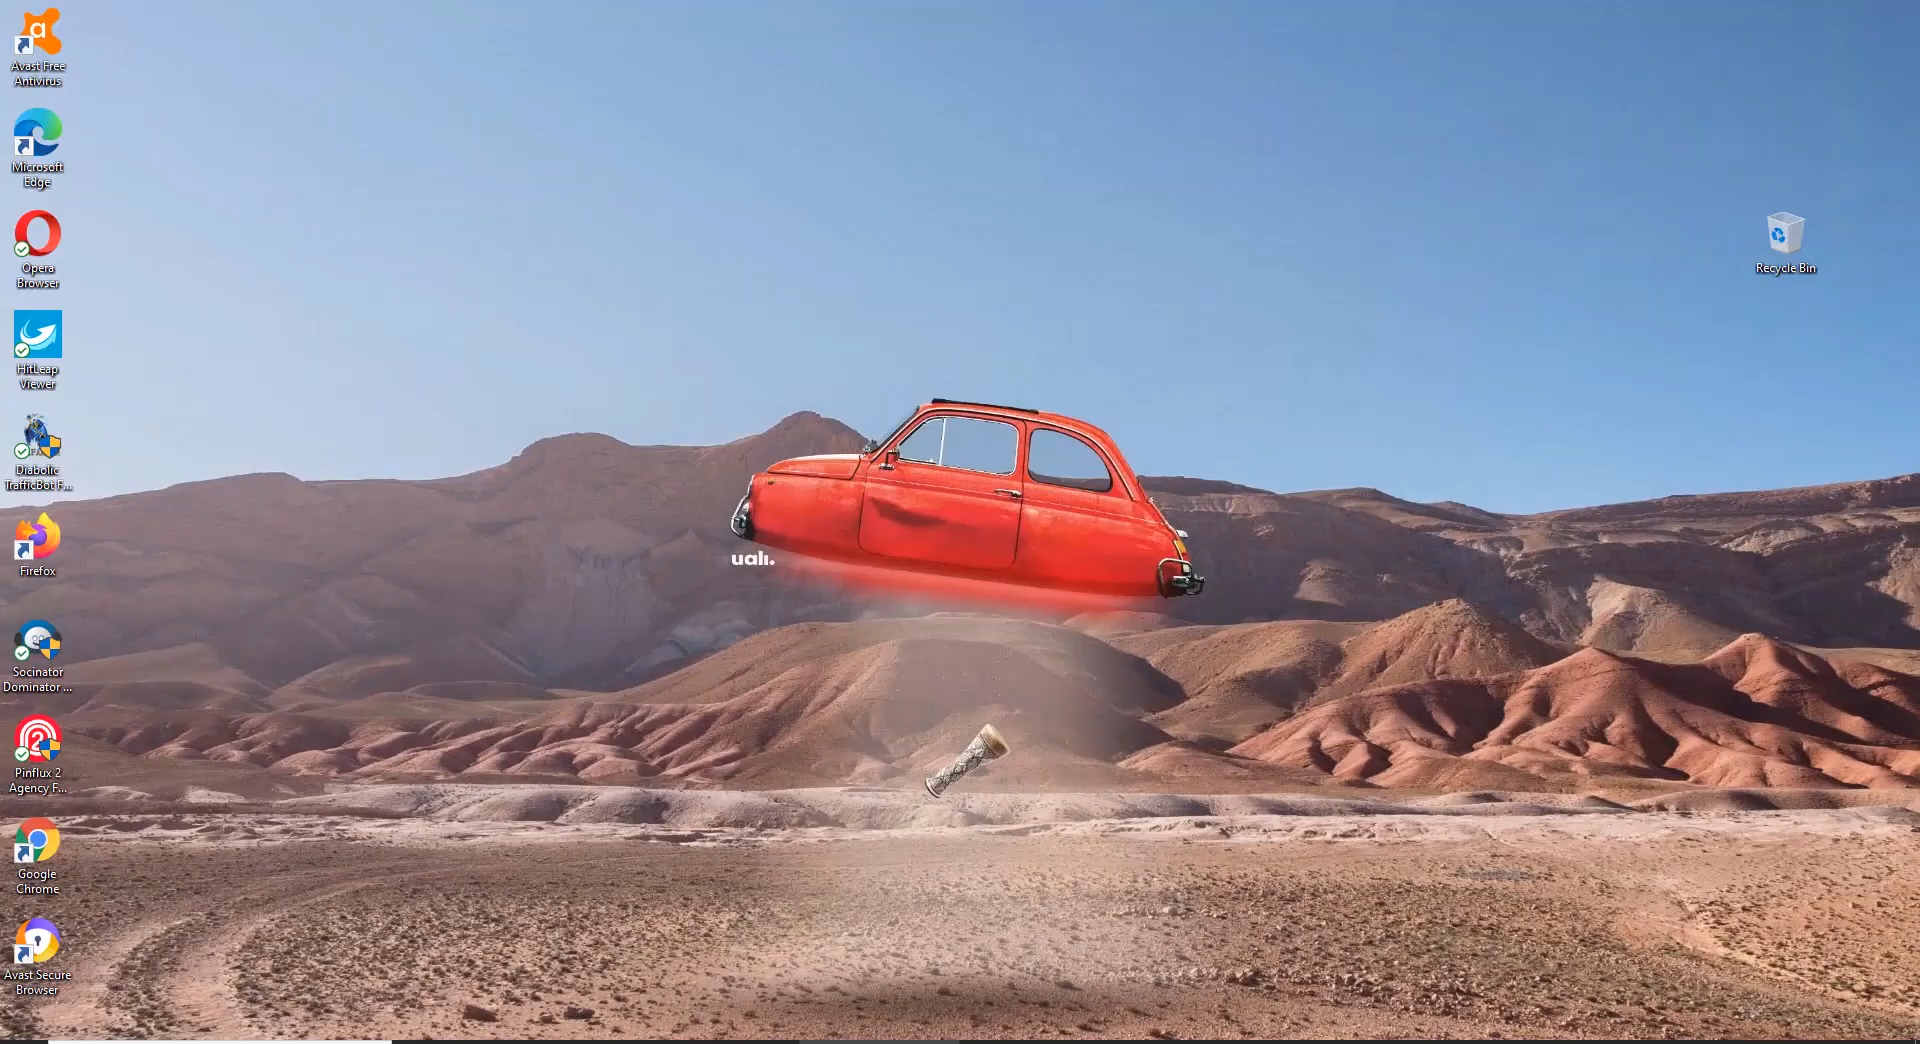 Avast Free
Antivirus
Microsoft
Edge
Opera
Browser
HitLeap
Viewer
Diabolic
TrafficBot F...
Firefox
Socinator
Dominator ...
Pinflux 2
Agency F...
Google
Chrome
Avast Secure
Browser
ualı.
Recycle Bin